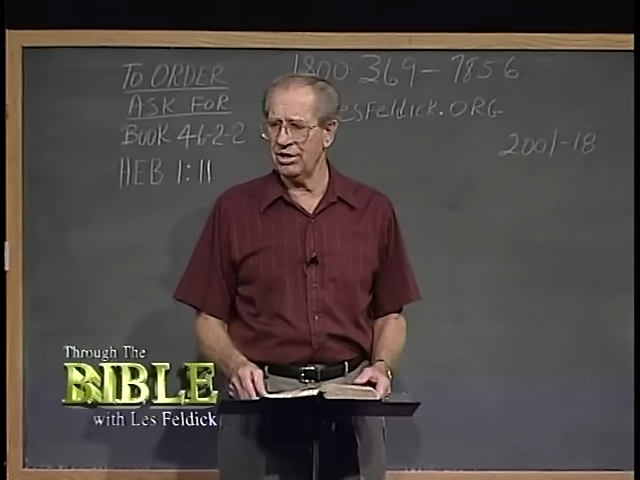 TO ORDER
ASK FOR
BOOK 46-2-2
HEB 1:11
1800-369-7856
LesFeldick.ORG
2001-18
Through The
BIBLE
with Les Feldick